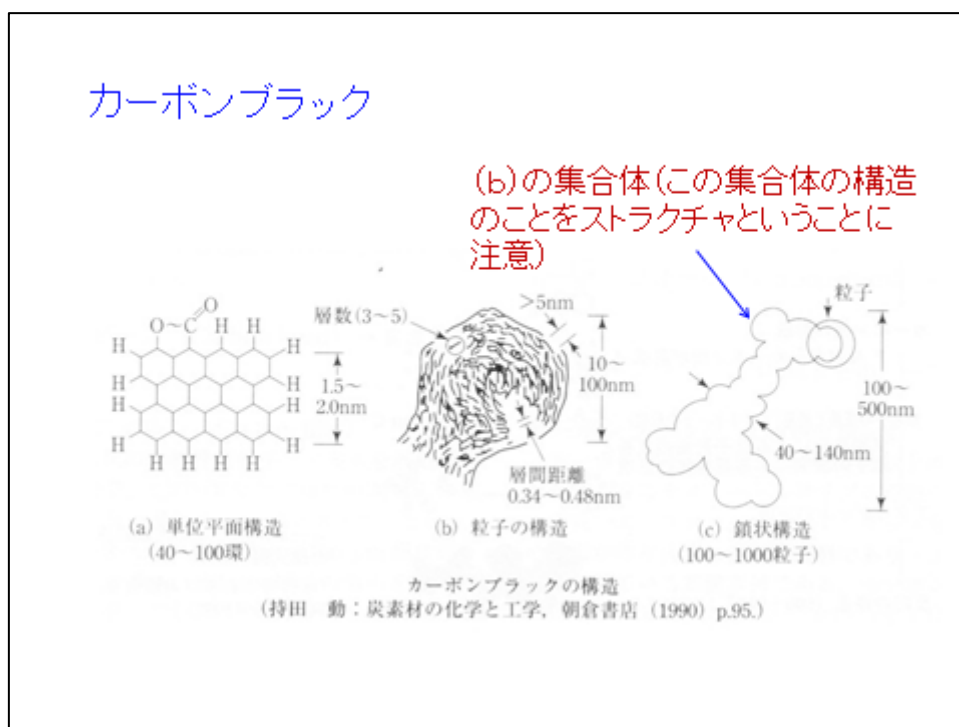 カーボンブラック
(b)の集合体(この集合体の構造
のことをストラクチャということに
注意)
O
O C H H
H H
H H
H H
H H
H H H H
1.5~
2.0nm
層数(3~5)
>5nm
10~
100nm
層間距離
0.34~0.48nm
粒子
100~
500nm
40~140nm
(a) 単位平面構造
(40~100環)
(b) 粒子の構造
(c) 鎖状構造
(100~1000粒子)
カーボンブラックの構造
(持田 動:炭素材の化学と工学, 朝倉書店 (1990) p.95.)